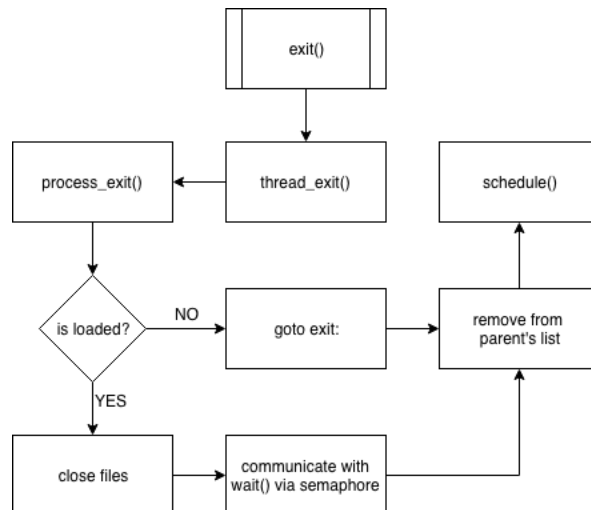 exit()
process_exit()
thread_exit()
schedule()
is loaded?
NO
goto exit:
remove from
parent's list
YES
close files
communicate with
wait() via semaphore